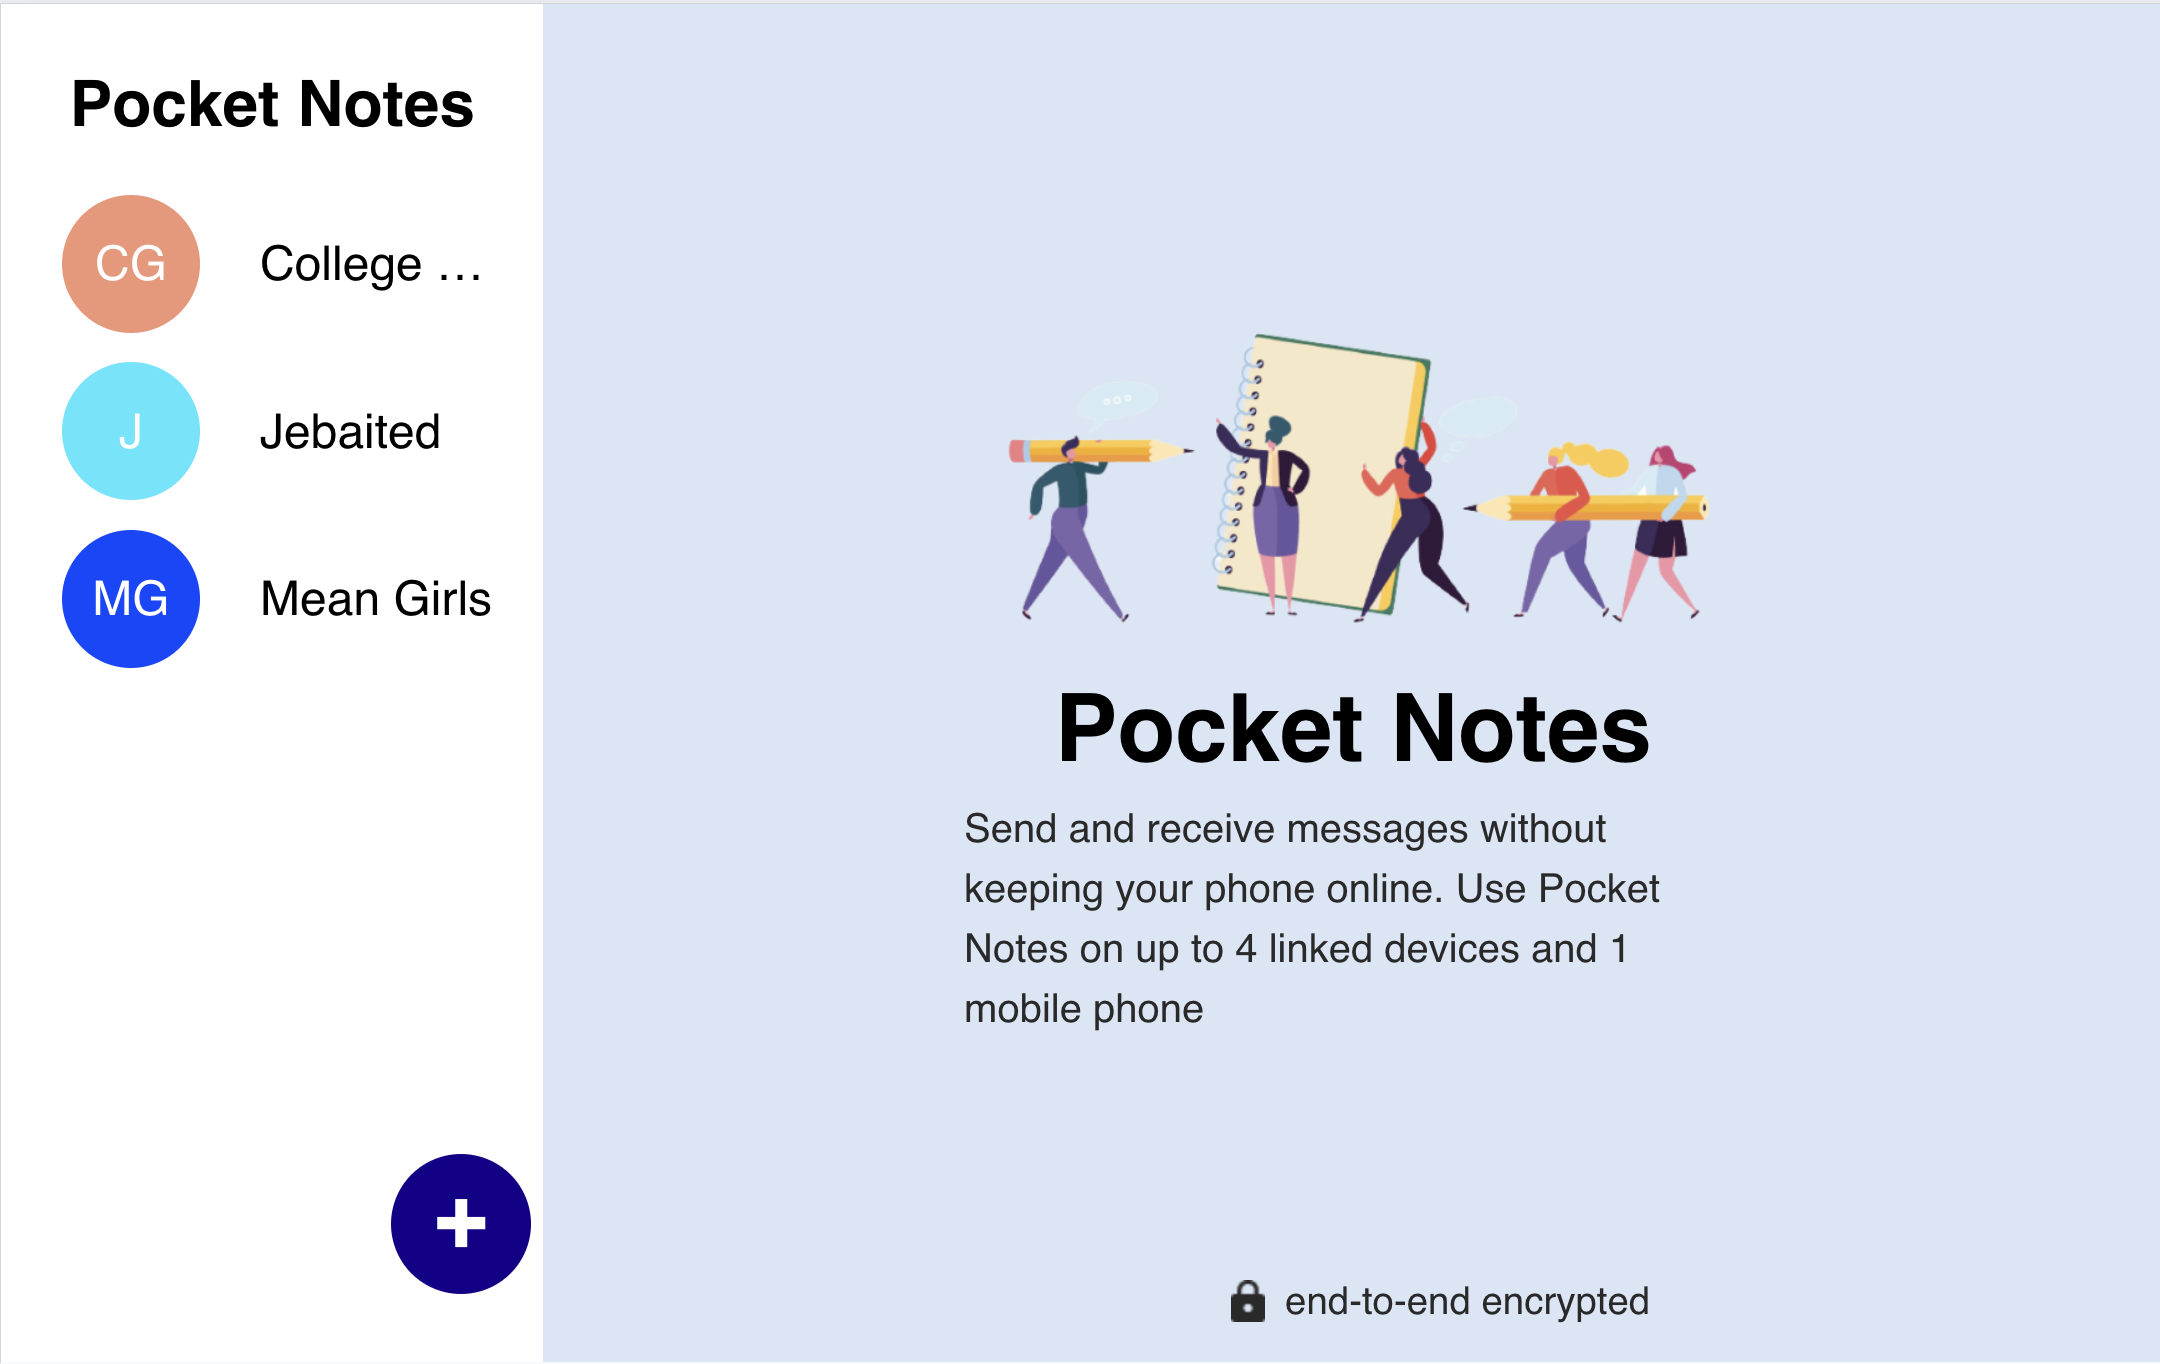 Pocket Notes
CG
College ...
J
Jebaited
MG
Mean Girls
Pocket Notes
Send and receive messages without
keeping your phone online. Use Pocket
Notes on up to 4 linked devices and 1
mobile phone
end-to-end encrypted